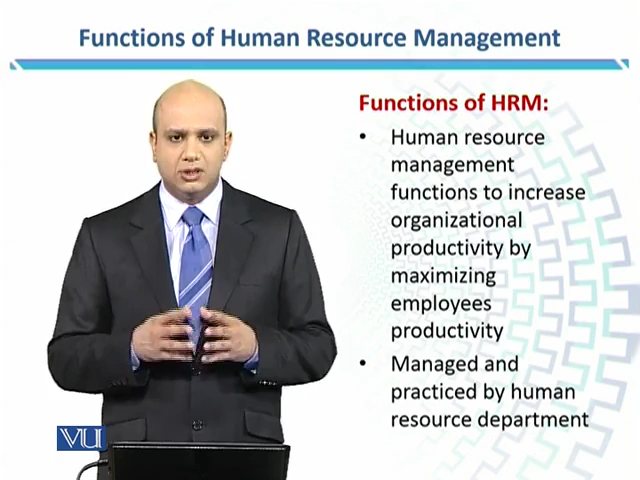 Functions of Human Resource Management
Functions of HRM:
• Human resource
management
functions to increase
organizational
productivity by
maximizing
employees
productivity
• Managed and
practiced by human
resource department
VU